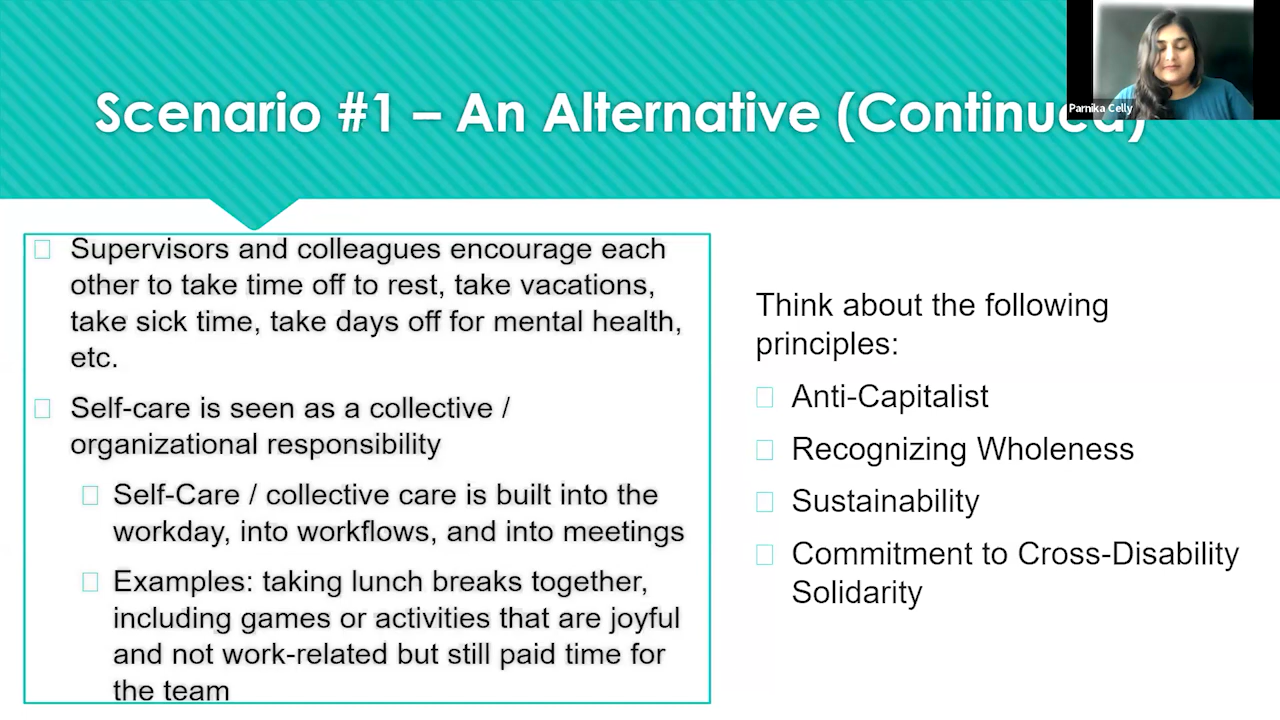 Scenario #1 – An Alternative (Continued)
Parnika Celly
Supervisors and colleagues encourage each
other to take time off to rest, take vacations,
take sick time, take days off for mental health,
etc.
Self-care is seen as a collective /
organizational responsibility
Self-Care / collective care is built into the
workday, into workflows, and into meetings
Examples: taking lunch breaks together,
including games or activities that are joyful
and not work-related but still paid time for
the team
Think about the following
principles:
Anti-Capitalist
Recognizing Wholeness
Sustainability
Commitment to Cross-Disability
Solidarity